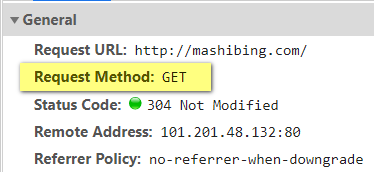 General
Request URL: http://mashibing.com/
Request Method: GET
Status Code: 304 Not Modified
Remote Address: 101.201.48.132:80
Referrer Policy: no-referrer-when-downgrade